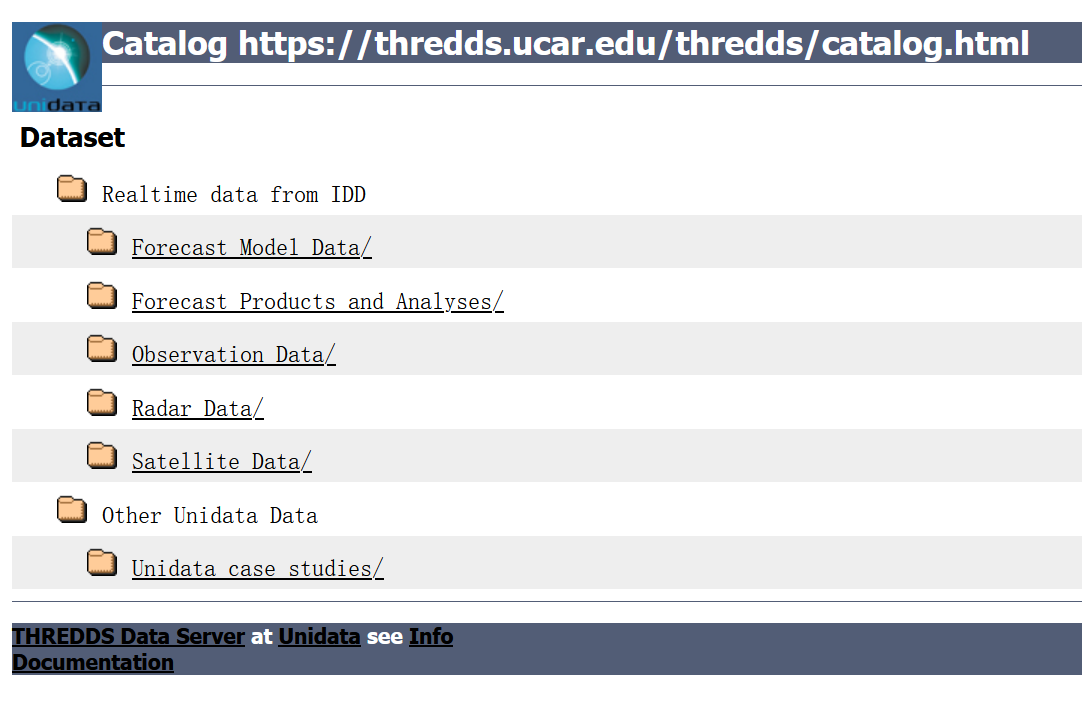 Catalog https://thredds.ucar.edu/thredds/catalog.html
unidata
Dataset
Realtime data from IDD
Forecast Model Data/
Forecast Products and Analyses/
Observation Data/
Radar Data/
Satellite Data/
Other Unidata Data
Unidata case studies/
THREDDS Data Server at Unidata see Info
Documentation